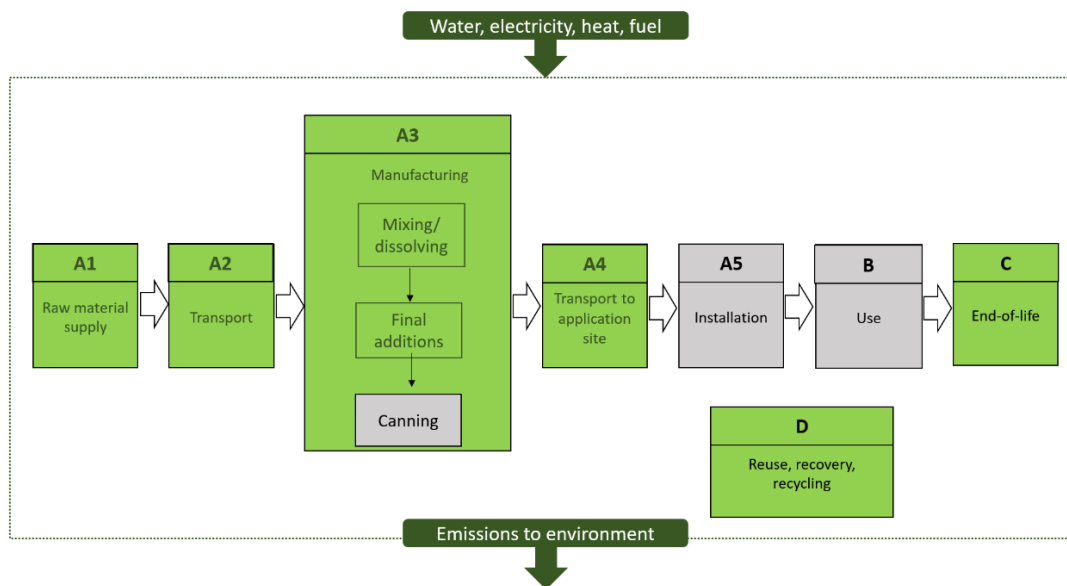 Water, electricity, heat, fuel
A3
Manufacturing
Mixing/
dissolving
Final
additions
Canning
A1
Raw material
supply
A2
Transport
A4
Transport to
application
site
A5
Installation
B
Use
C
End-of-life
D
Reuse, recovery,
recycling
Emissions to environment